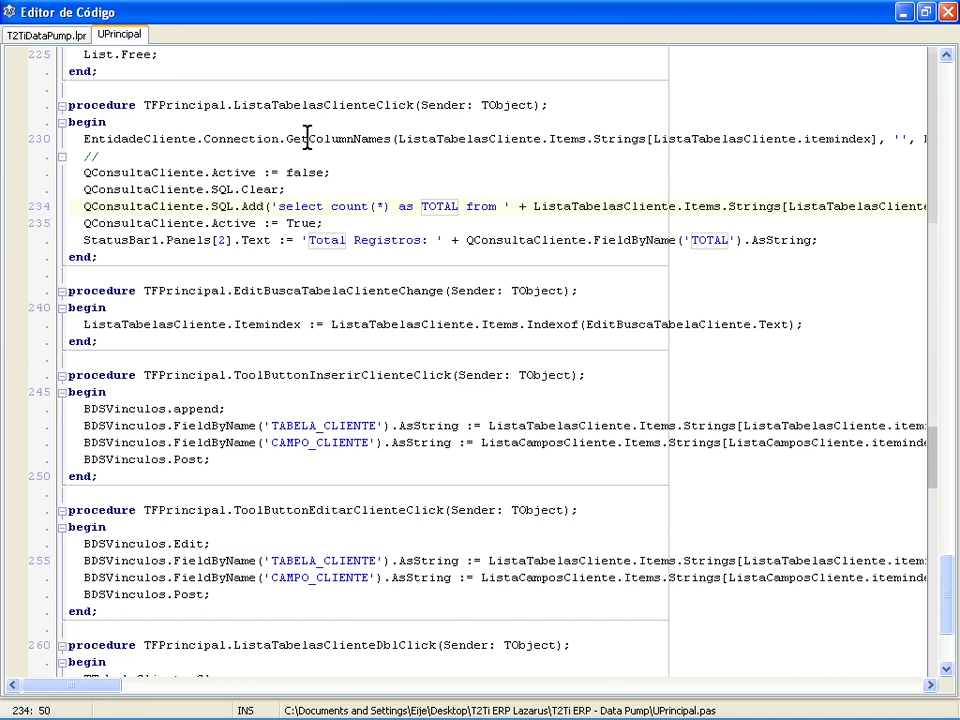 Editor de Código
T2TiDataPump.lpr UPrincipal
225 List.Free;
. end;
.
. procedure TFPrincipal.ListaTabelasClienteClick(Sender: TObject);
. begin
230 EntidadeCliente.Connection.GetColumnNames(ListaTabelasCliente.Items.Strings[ListaTabelasCliente.itemindex], '',
. //
. QConsultaCliente.Active := false;
. QConsultaCliente.SQL.Clear;
234 QConsultaCliente.SQL.Add('select count(*) as TOTAL from ' + ListaTabelasCliente.Items.Strings[ListaTabelasCliente
235 QConsultaCliente.Active := True;
. StatusBar1.Panels[2].Text := 'Total Registros: ' + QConsultaCliente.FieldByName('TOTAL').AsString;
. end;
.
. procedure TFPrincipal.EditBuscaTabelaClienteChange(Sender: TObject);
240 begin
. ListaTabelasCliente.Itemindex := ListaTabelasCliente.Items.Indexof(EditBuscaTabelaCliente.Text);
. end;
.
. procedure TFPrincipal.ToolButtonInserirClienteClick(Sender: TObject);
245 begin
. BDSVinculos.append;
. BDSVinculos.FieldByName('TABELA_CLIENTE').AsString := ListaTabelasCliente.Items.Strings[ListaTabelasCliente.item
. BDSVinculos.FieldByName('CAMPO_CLIENTE').AsString := ListaCamposCliente.Items.Strings[ListaCamposCliente.iteminde
. BDSVinculos.Post;
250 end;
.
. procedure TFPrincipal.ToolButtonEditarClienteClick(Sender: TObject);
. begin
. BDSVinculos.Edit;
255 BDSVinculos.FieldByName('TABELA_CLIENTE').AsString := ListaTabelasCliente.Items.Strings[ListaTabelasCliente.item
. BDSVinculos.FieldByName('CAMPO_CLIENTE').AsString := ListaCamposCliente.Items.Strings[ListaCamposCliente.iteminde
. BDSVinculos.Post;
. end;
.
260 procedure TFPrincipal.ListaTabelasClienteDblClick(Sender: TObject);
. begin
234: 50 INS C:\Documents and Settings\Eije\Desktop\T2Ti ERP Lazarus\T2Ti ERP - Data Pump\UPrincipal.pas